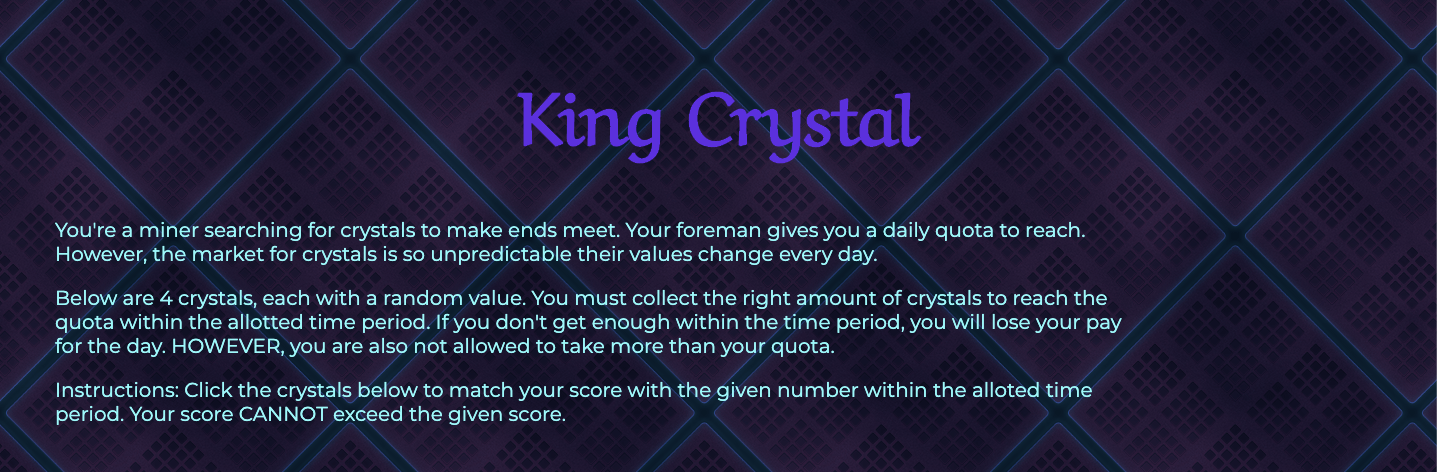 King Crystal
You're a miner searching for crystals to make ends meet. Your foreman gives you a daily quota to reach.
However, the market for crystals is so unpredictable their values change every day.
Below are 4 crystals, each with a random value. You must collect the right amount of crystals to reach the
quota within the allotted time period. If you don't get enough within the time period, you will lose your pay
for the day. HOWEVER, you are also not allowed to take more than your quota.
Instructions: Click the crystals below to match your score with the given number within the alloted time
period. Your score CANNOT exceed the given score.